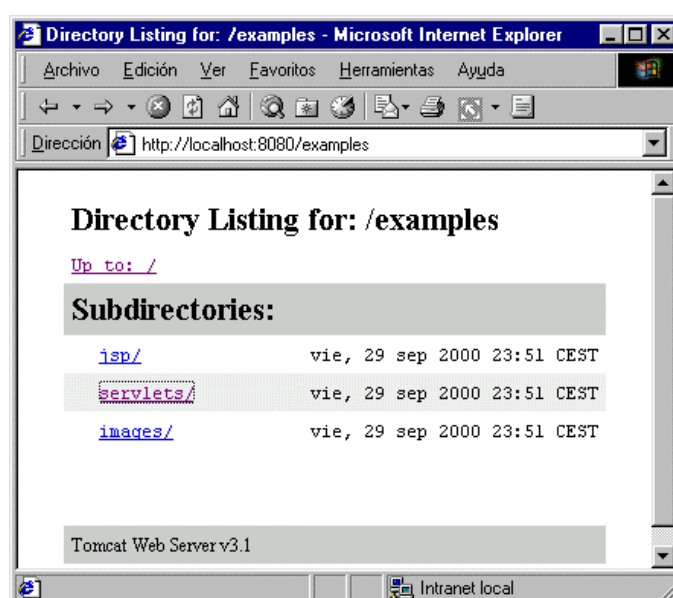 Directory Listing for: /examples - Microsoft Internet Explorer
Archivo Edición Ver Favoritos Herramientas Ayuda
Dirección http://localhost:8080/examples
Directory Listing for: /examples
Up to: /
Subdirectories:
jsp/ vie, 29 sep 2000 23:51 CEST
servlets/ vie, 29 sep 2000 23:51 CEST
images/ vie, 29 sep 2000 23:51 CEST
Tomcat Web Server v3.1
Intranet local